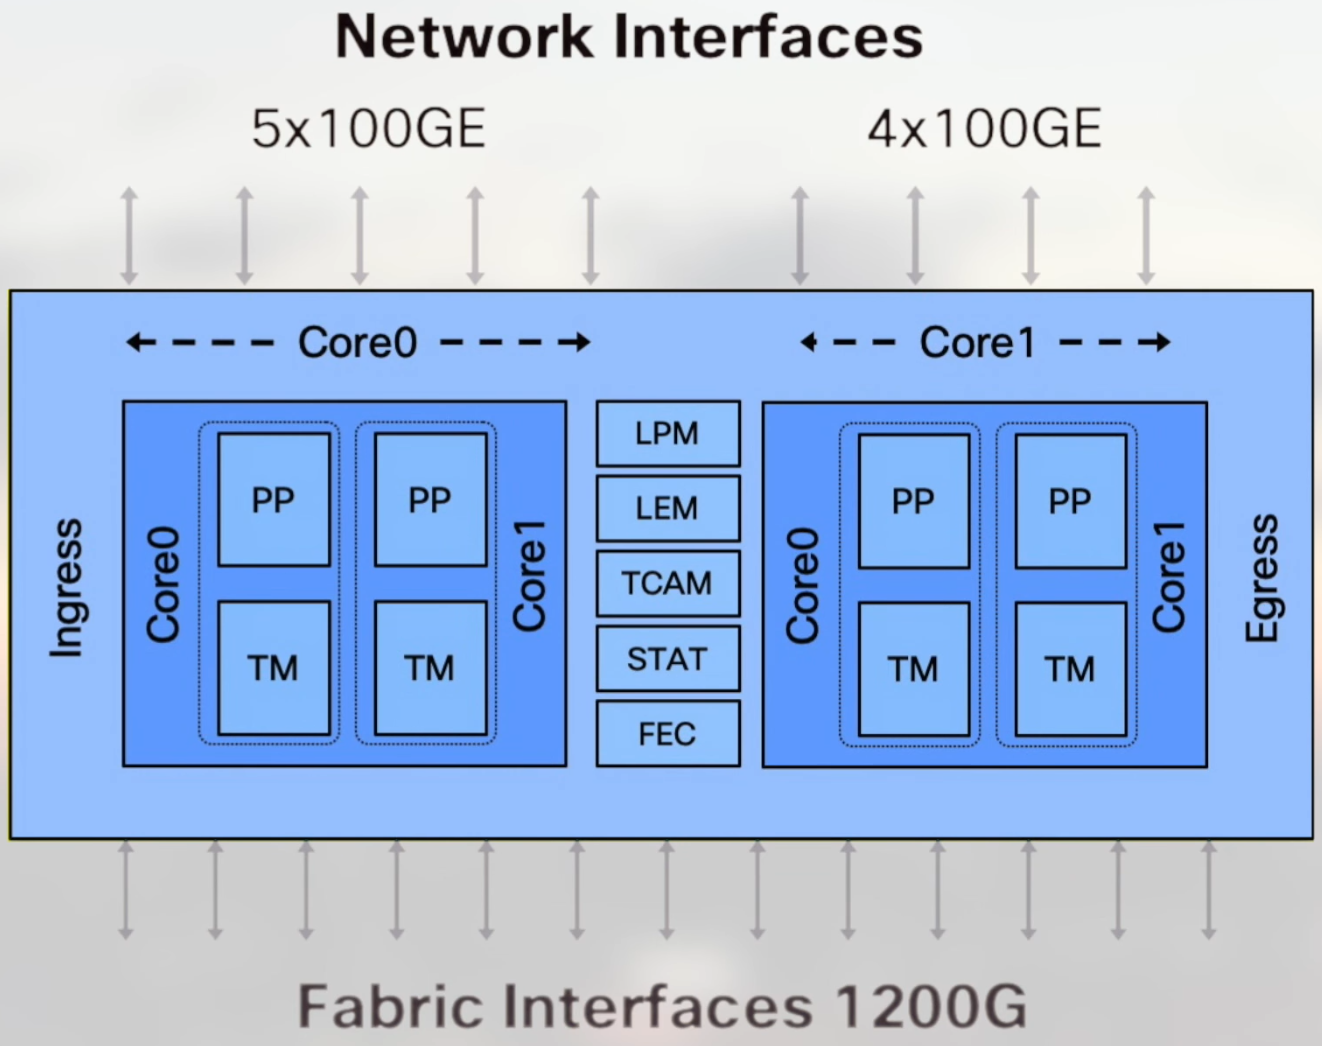 Network Interfaces
5x100GE
4x100GE
Core0
Core1
Ingress
Core0
PP
PP
TM
TM
Core1
LPM
LEM
TCAM
STAT
FEC
Core0
PP
PP
TM
TM
Core1
Egress
Fabric Interfaces 1200G